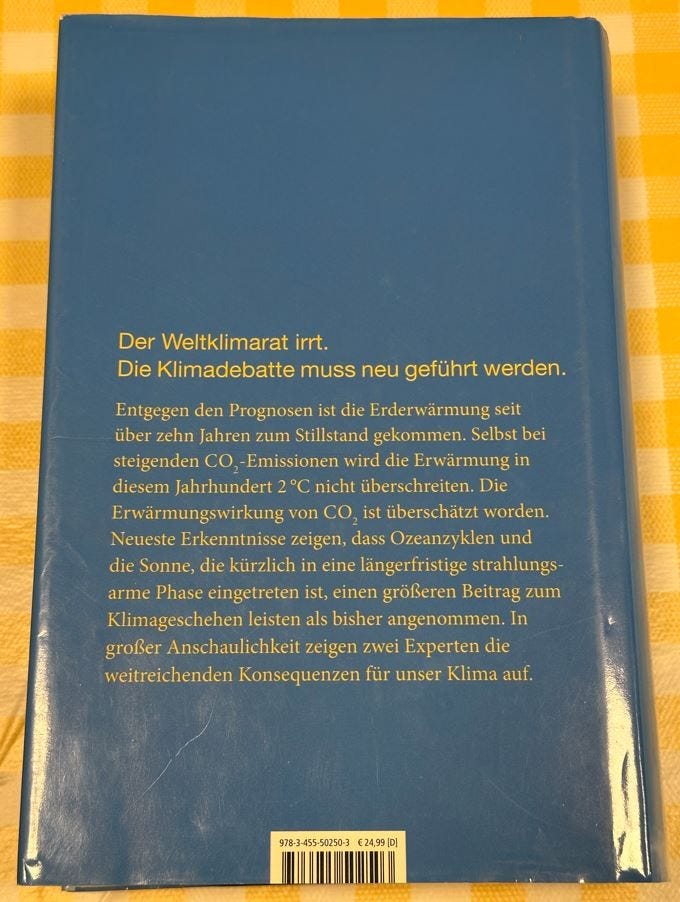 Der Weltklimarat irrt.
Die Klimadebatte muss neu geführt werden.
Entgegen den Prognosen ist die Erderwärmung seit
über zehn Jahren zum Stillstand gekommen. Selbst bei
steigenden CO₂-Emissionen wird die Erwärmung in
diesem Jahrhundert 2 °C nicht überschreiten. Die
Erwärmungswirkung von CO₂ ist überschätzt worden.
Neueste Erkenntnisse zeigen, dass Ozeanzyklen und
die Sonne, die kürzlich in eine längerfristige strahlungs-
arme Phase eingetreten ist, einen größeren Beitrag zum
Klimageschehen leisten als bisher angenommen. In
großer Anschaulichkeit zeigen zwei Experten die
weitreichenden Konsequenzen für unser Klima auf.
978-3-455-50250-3 € 24,99 [D]